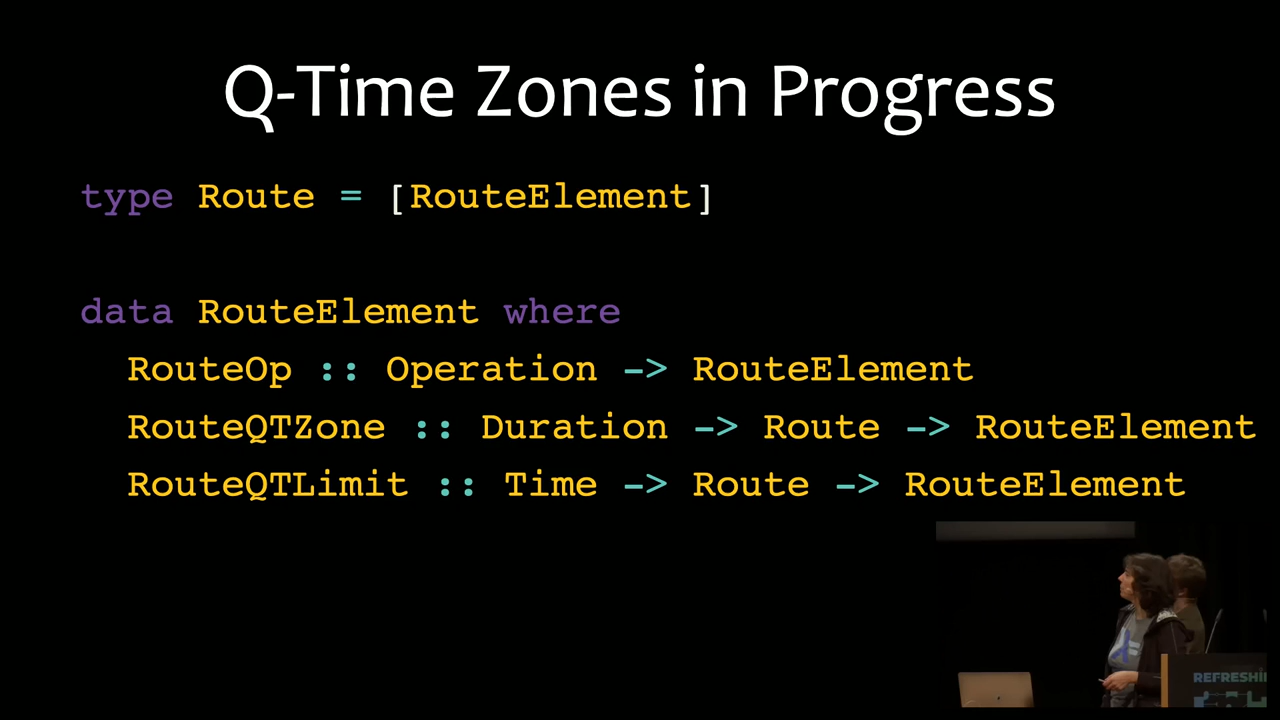 Q-Time Zones in Progress
type Route = [RouteElement]
data RouteElement where
RouteOp :: Operation -> RouteElement
RouteQTZone :: Duration -> Route -> RouteElement
RouteQTLimit :: Time -> Route -> RouteElement